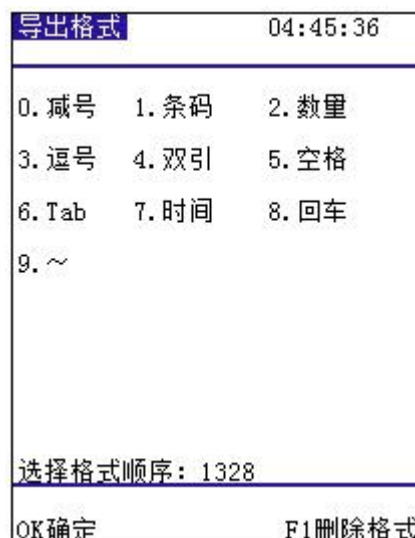 导出格式 04:45:36
0.减号 1.条码 2.数量
3.逗号 4.双引 5.空格
6.Tab 7.时间 8.回车
9.～
选择格式顺序：1328
OK确定 F1删除格式